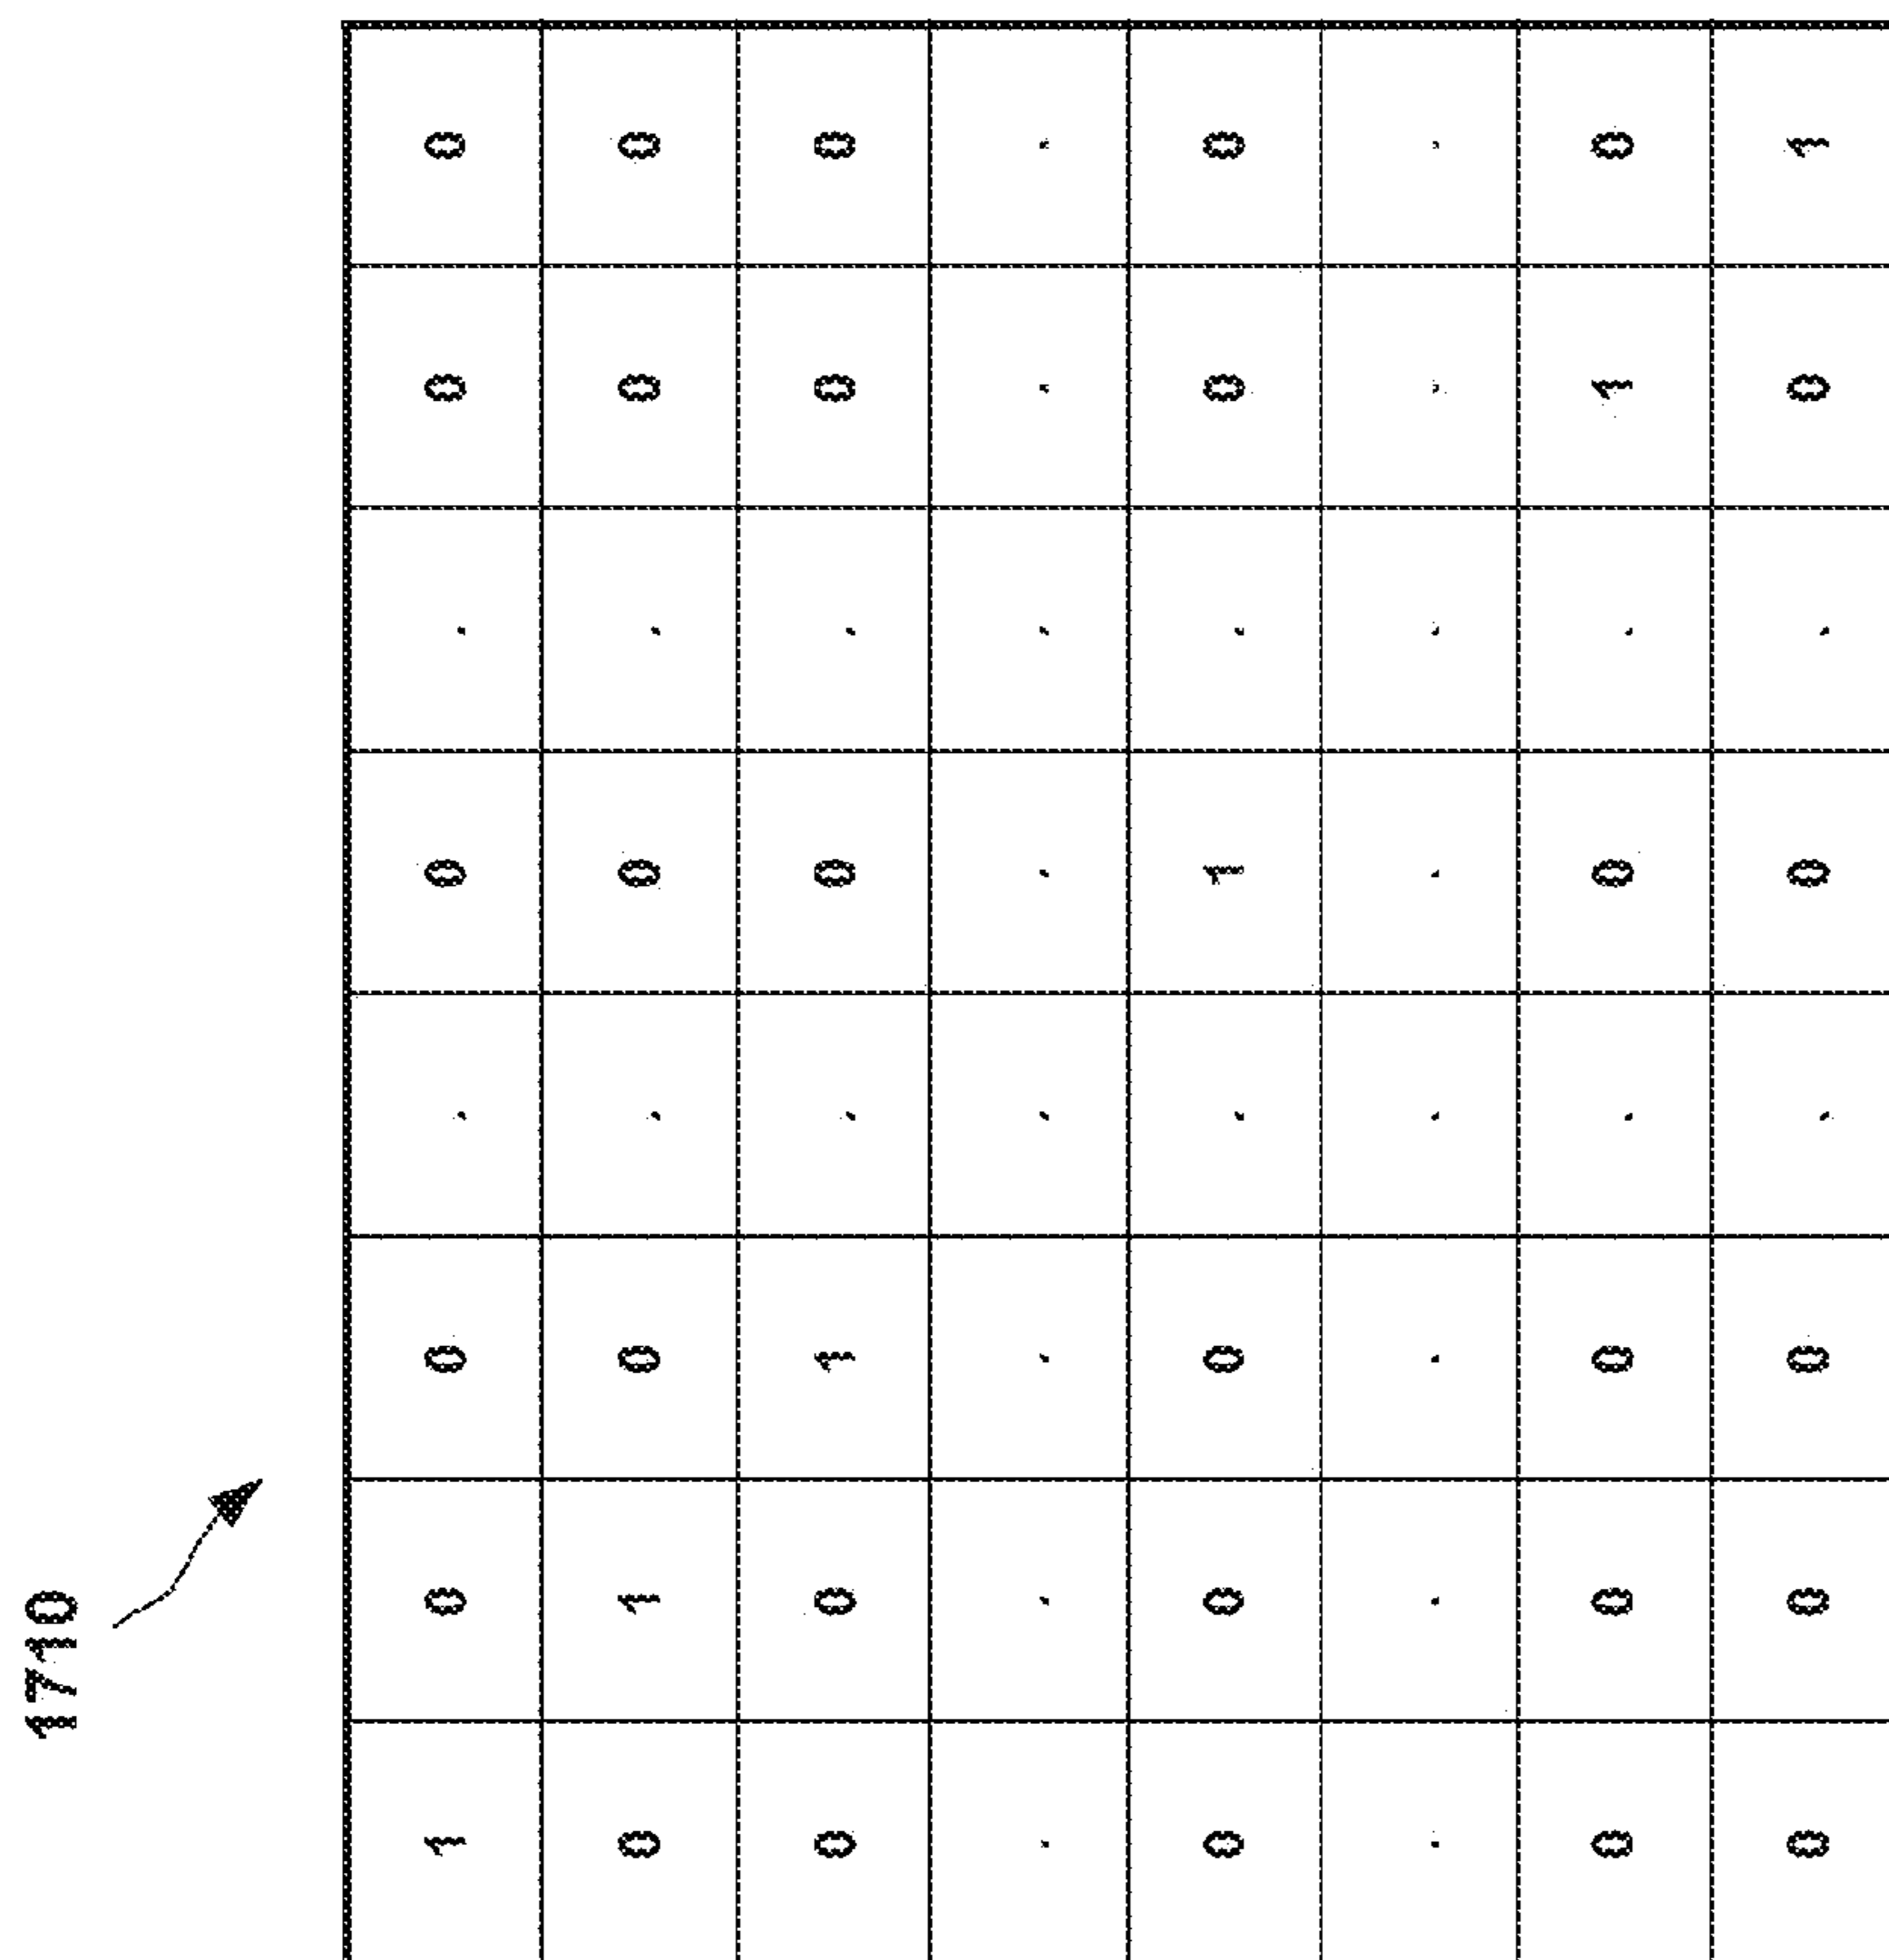 1710
1 0 0 . 0 . 0 0
0 1 0 . 0 . 0 0
0 0 1 . 0 . 0 0
. . . . . . . .
0 0 0 . 1 . 0 0
. . . . . . . .
0 0 0 . 0 . 1 0
0 0 0 . 0 . 0 1